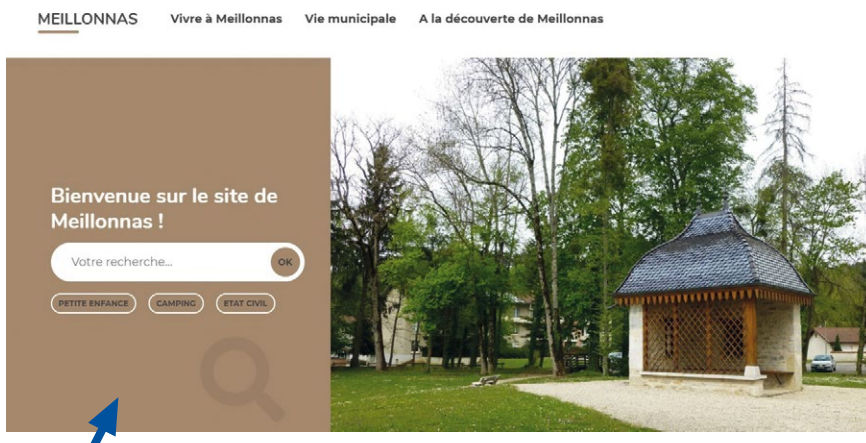 MEILLONNAS Vivre à Meillonnas Vie municipale A la découverte de Meillonnas
Bienvenue sur le site de
Meillonnas !
Votre recherche... OK
PETITE ENFANCE CAMPING ETAT CIVIL